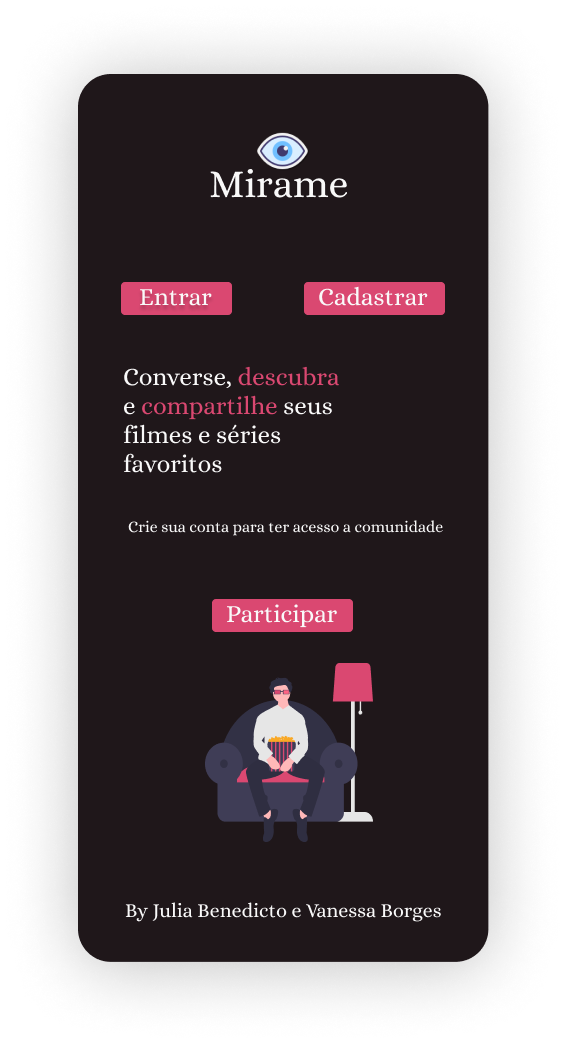 Mirame
Entrar
Cadastrar
Converse, descubra
e compartilhe seus
filmes e séries
favoritos
Crie sua conta para ter acesso a comunidade
Participar
By Julia Benedicto e Vanessa Borges